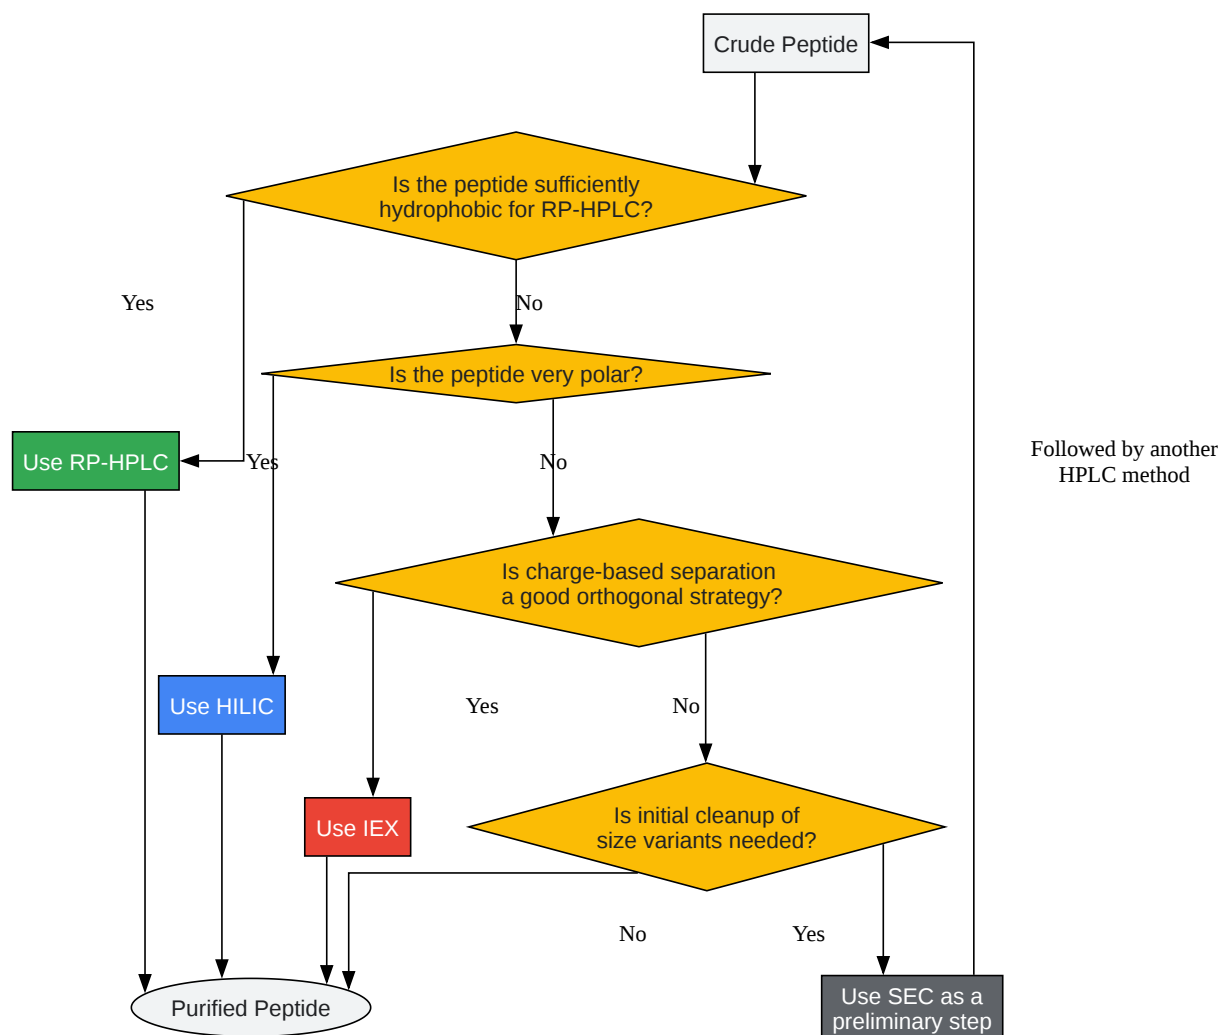 Crude Peptide
Is the peptide sufficiently
hydrophobic for RP-HPLC?
Yes
No
Is the peptide very polar?
Use RP-HPLC
Yes
No
Followed by another
HPLC method
Is charge-based separation
a good orthogonal strategy?
Use HILIC
Yes
No
Use IEX
Is initial cleanup of
size variants needed?
No
Yes
Purified Peptide
Use SEC as a
preliminary step